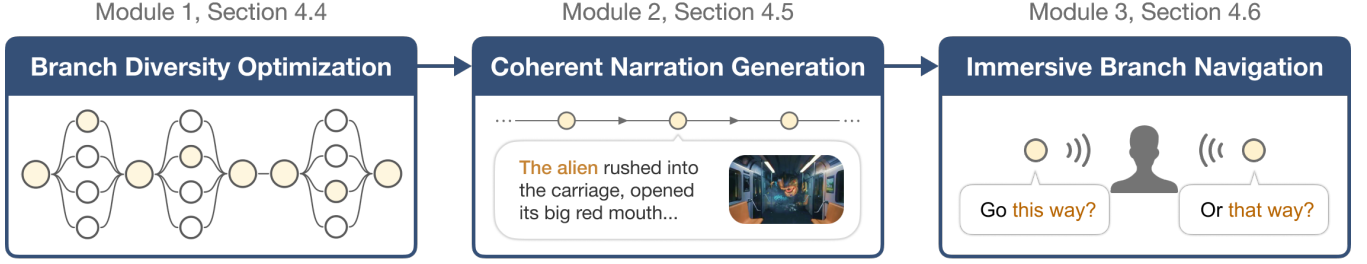 Module 1, Section 4.4
Module 2, Section 4.5
Module 3, Section 4.6
Branch Diversity Optimization
Coherent Narration Generation
Immersive Branch Navigation
...
...
The alien rushed into
the carriage, opened
its big red mouth...
Go this way?
Or that way?